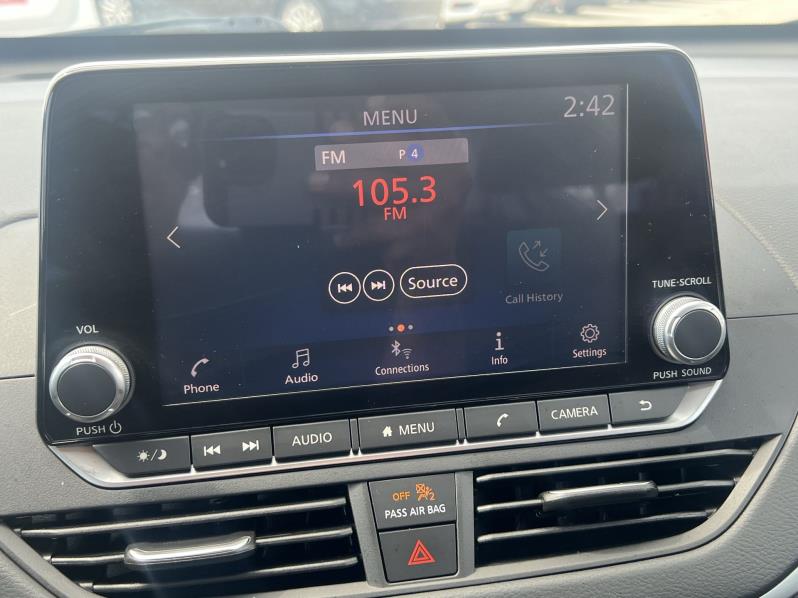 MENU
2:42
FM P 4
105.3
FM
Source
Call History
Phone
Audio
Connections
Info
Settings
VOL
PUSH
TUNE·SCROLL
PUSH SOUND
AUDIO
MENU
CAMERA
OFF 2
PASS AIR BAG